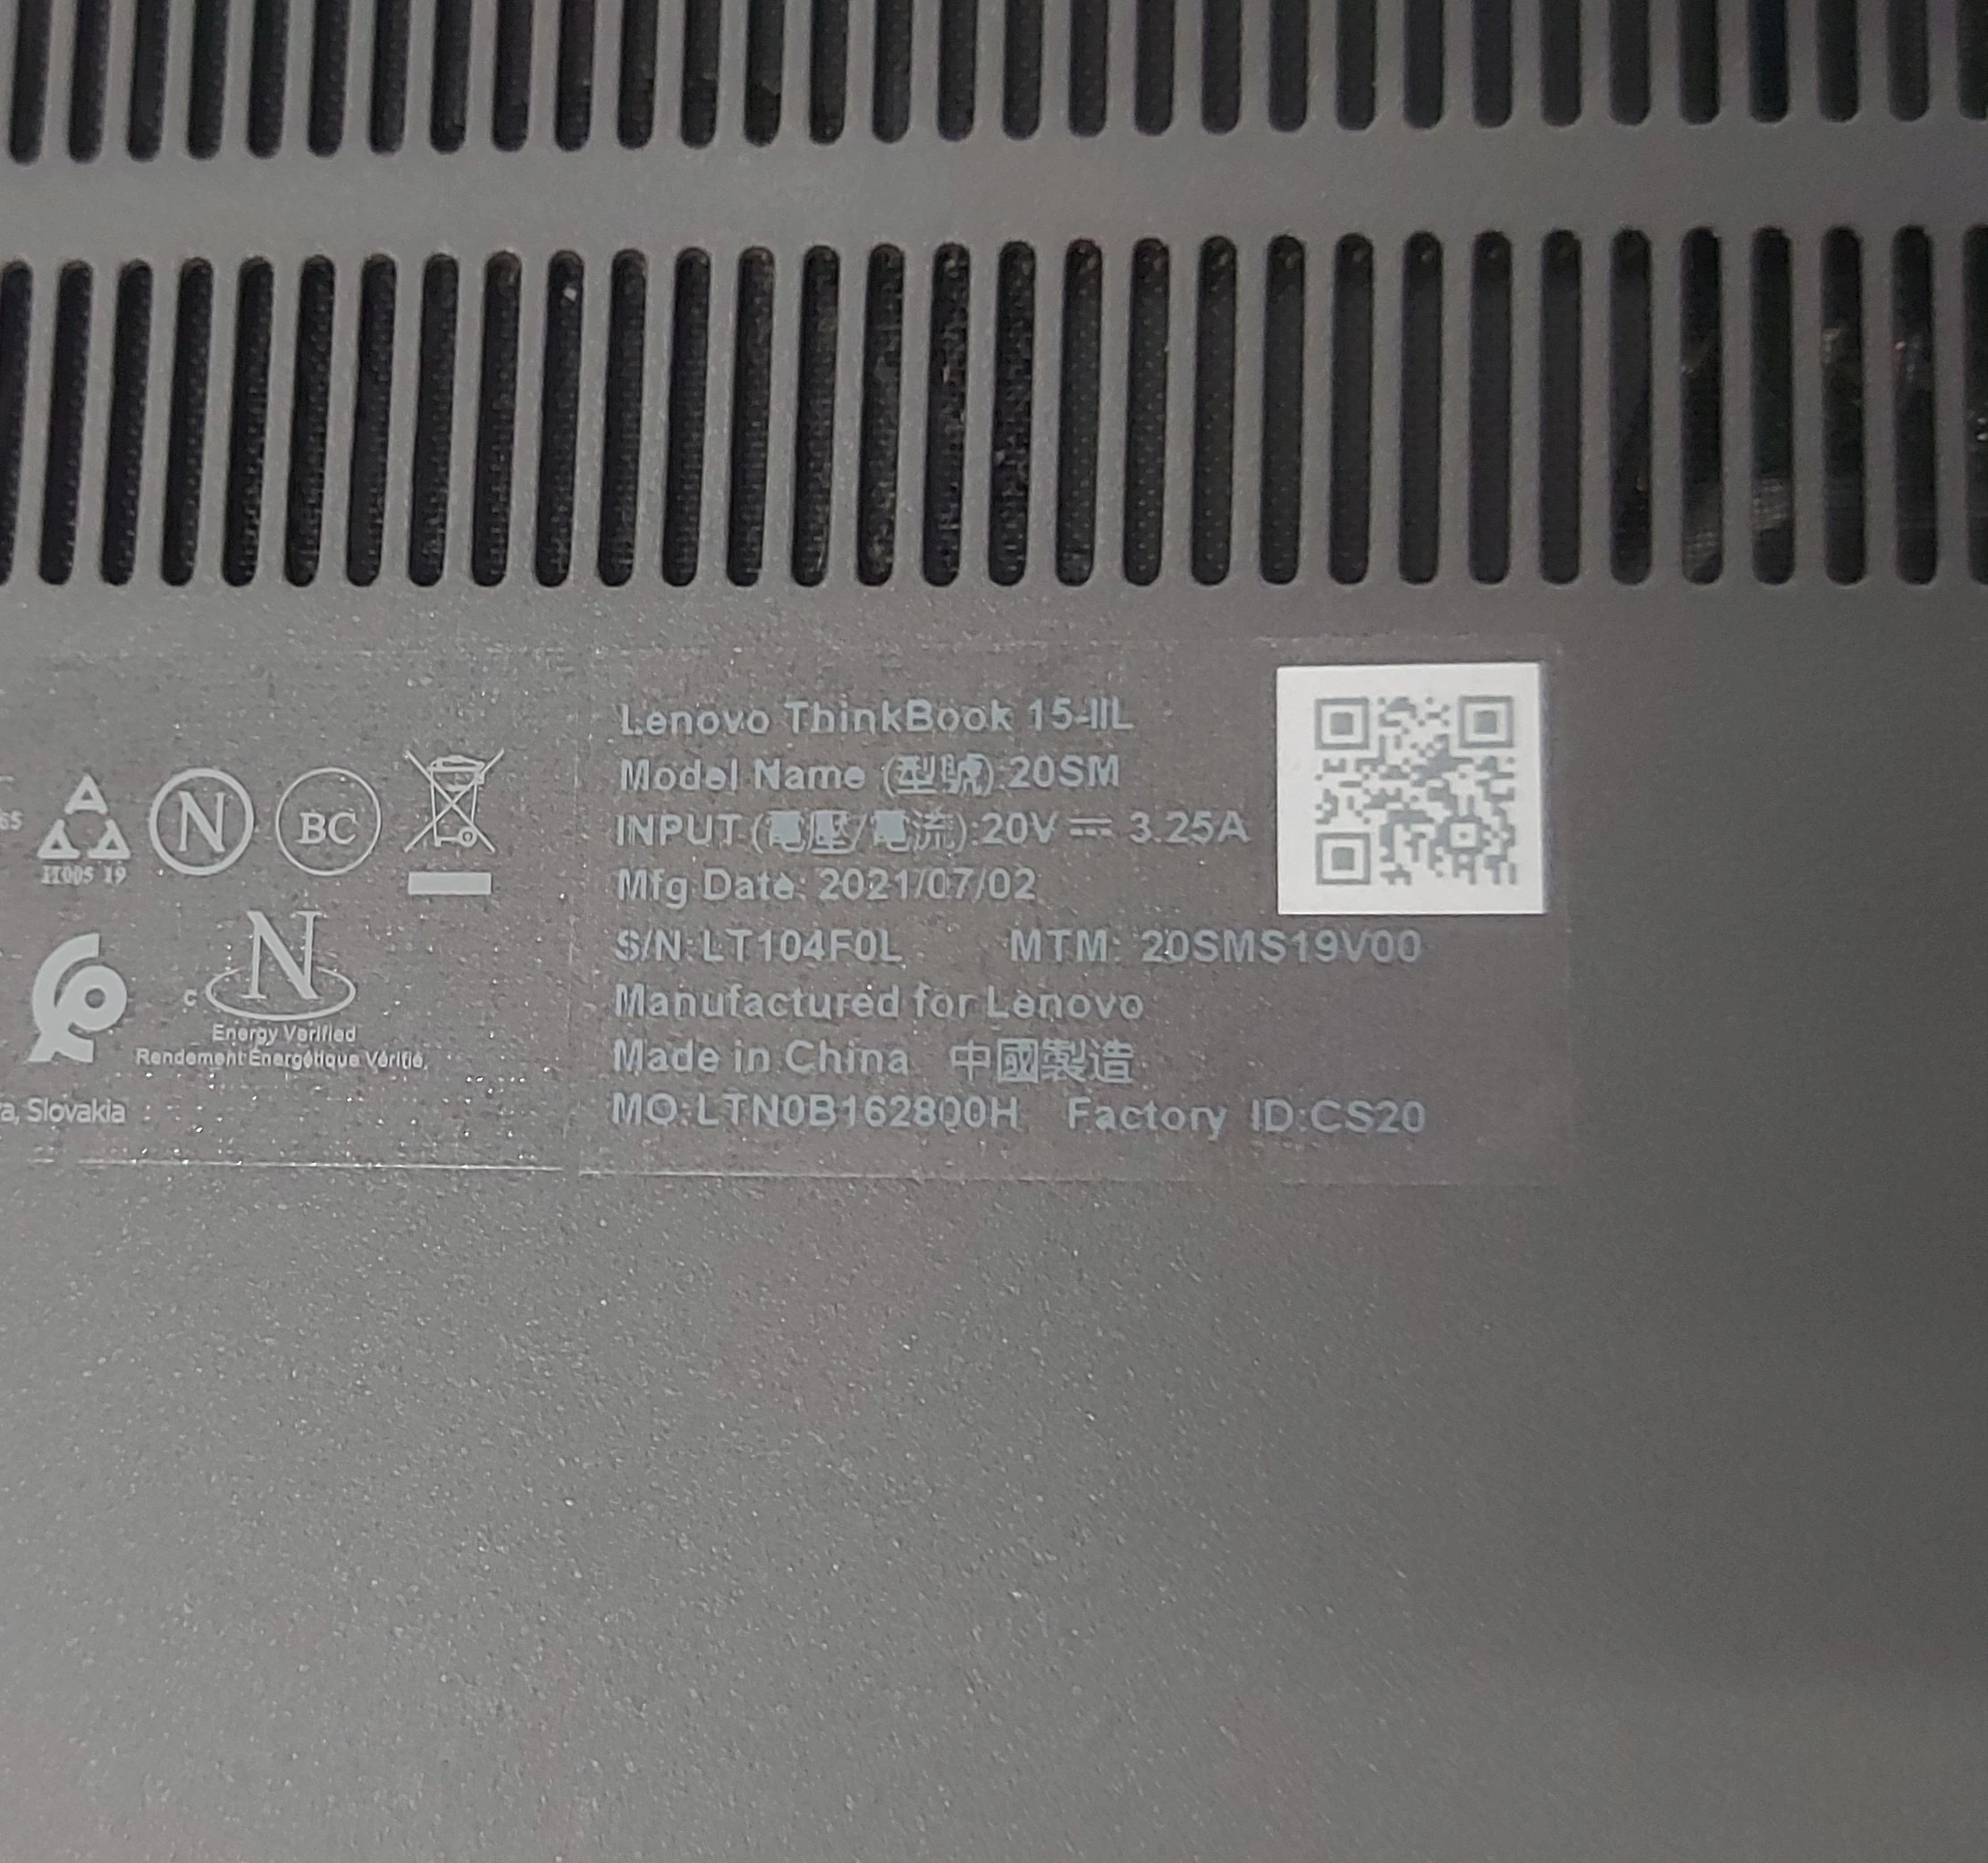 65
II005 19
N
BC
N
c
Energy Verified
Rendement Énergétique Vérifié
a, Slovakia
Lenovo ThinkBook 15-IIL
Model Name (型號):20SM
INPUT (電壓/電流):20V ⎓ 3.25A
Mfg Date: 2021/07/02
S/N:LT104F0L MTM: 20SMS19V00
Manufactured for Lenovo
Made in China 中國製造
MO:LTN0B162800H Factory ID:CS20